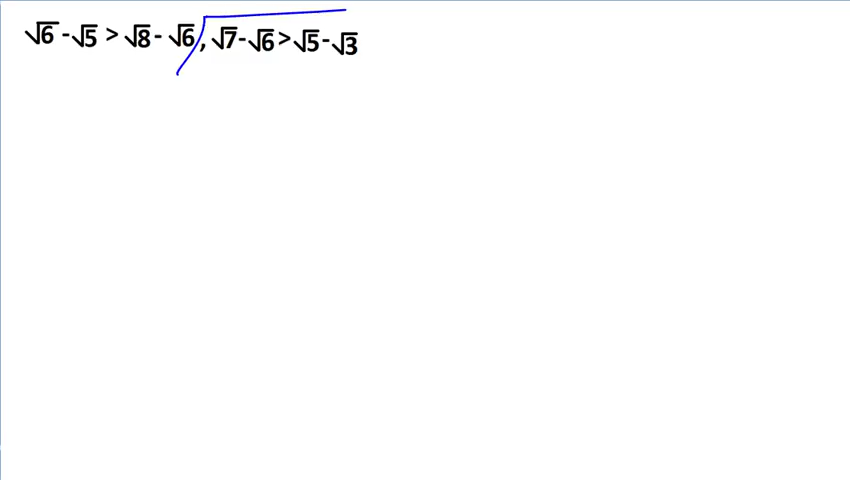 √6 - √5 > √8 - √6 , √7 - √6 > √5 - √3